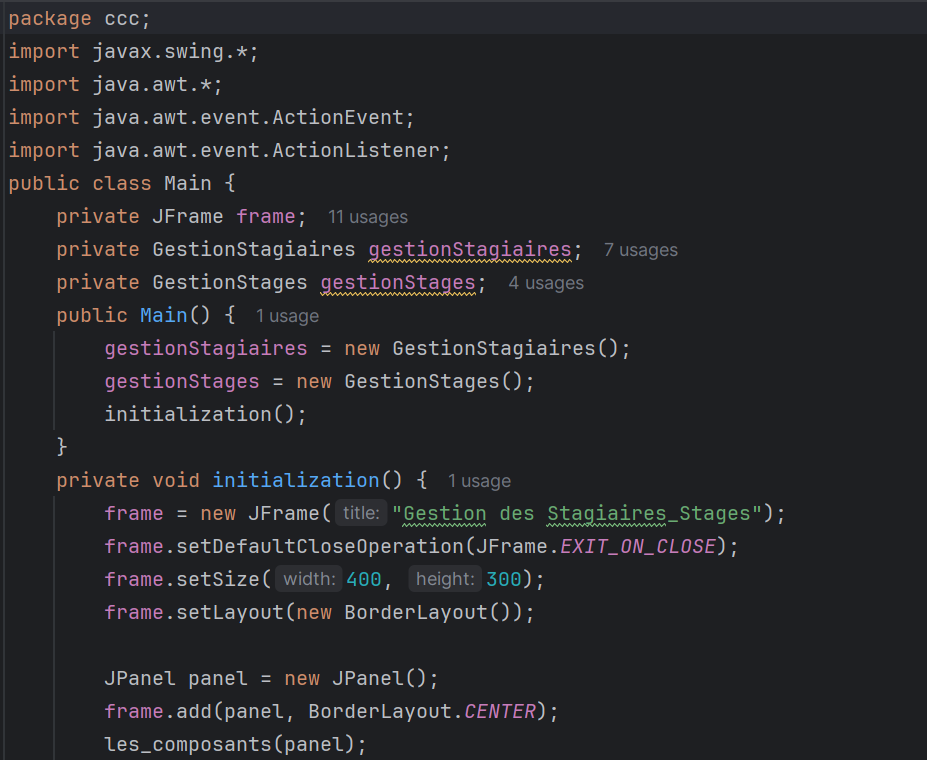 package ccc;
import javax.swing.*;
import java.awt.*;
import java.awt.event.ActionEvent;
import java.awt.event.ActionListener;
public class Main {
    private JFrame frame;  11 usages
    private GestionStagiaires gestionStagiaires;  7 usages
    private GestionStages gestionStages;  4 usages
    public Main() {  1 usage
        gestionStagiaires = new GestionStagiaires();
        gestionStages = new GestionStages();
        initialization();
    }
    private void initialization() {  1 usage
        frame = new JFrame( title: "Gestion des Stagiaires_Stages");
        frame.setDefaultCloseOperation(JFrame.EXIT_ON_CLOSE);
        frame.setSize( width: 400, height: 300);
        frame.setLayout(new BorderLayout());
        JPanel panel = new JPanel();
        frame.add(panel, BorderLayout.CENTER);
        les_composants(panel);